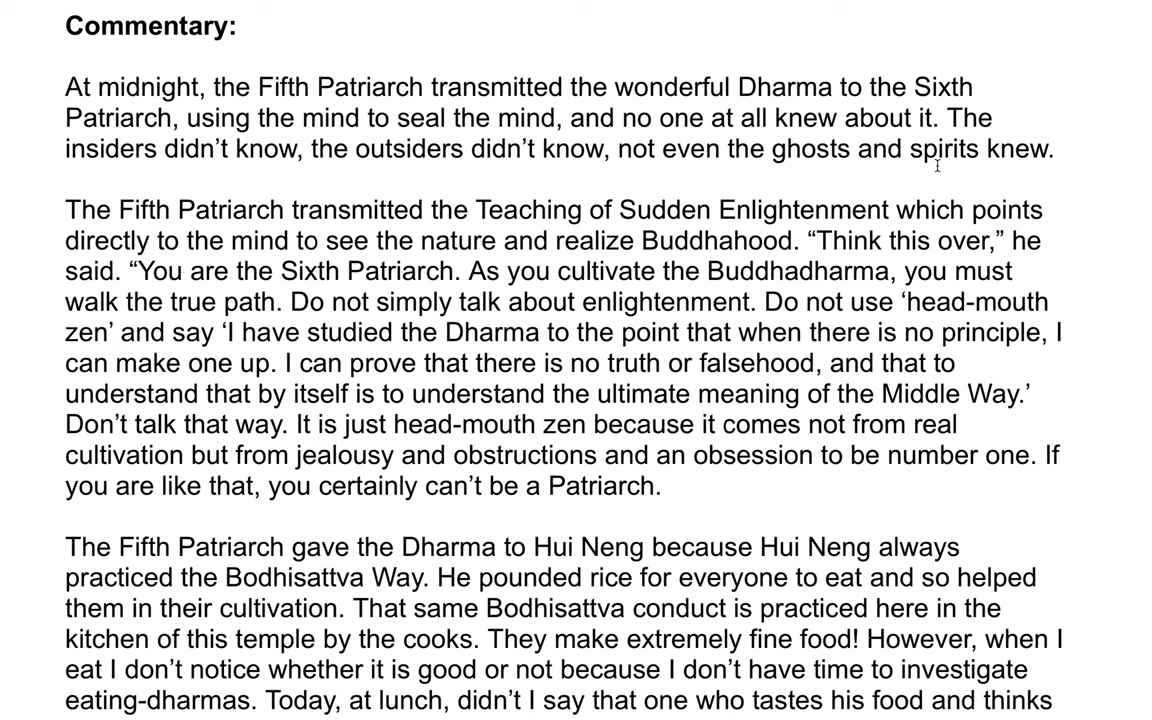 Commentary:
At midnight, the Fifth Patriarch transmitted the wonderful Dharma to the Sixth
Patriarch, using the mind to seal the mind, and no one at all knew about it. The
insiders didn’t know, the outsiders didn’t know, not even the ghosts and spirits knew.
The Fifth Patriarch transmitted the Teaching of Sudden Enlightenment which points
directly to the mind to see the nature and realize Buddhahood. “Think this over,” he
said. “You are the Sixth Patriarch. As you cultivate the Buddhadharma, you must
walk the true path. Do not simply talk about enlightenment. Do not use ‘head-mouth
zen’ and say ‘I have studied the Dharma to the point that when there is no principle, I
can make one up. I can prove that there is no truth or falsehood, and that to
understand that by itself is to understand the ultimate meaning of the Middle Way.’
Don’t talk that way. It is just head-mouth zen because it comes not from real
cultivation but from jealousy and obstructions and an obsession to be number one. If
you are like that, you certainly can’t be a Patriarch.
The Fifth Patriarch gave the Dharma to Hui Neng because Hui Neng always
practiced the Bodhisattva Way. He pounded rice for everyone to eat and so helped
them in their cultivation. That same Bodhisattva conduct is practiced here in the
kitchen of this temple by the cooks. They make extremely fine food! However, when I
eat I don’t notice whether it is good or not because I don’t have time to investigate
eating-dharmas. Today, at lunch, didn’t I say that one who tastes his food and thinks